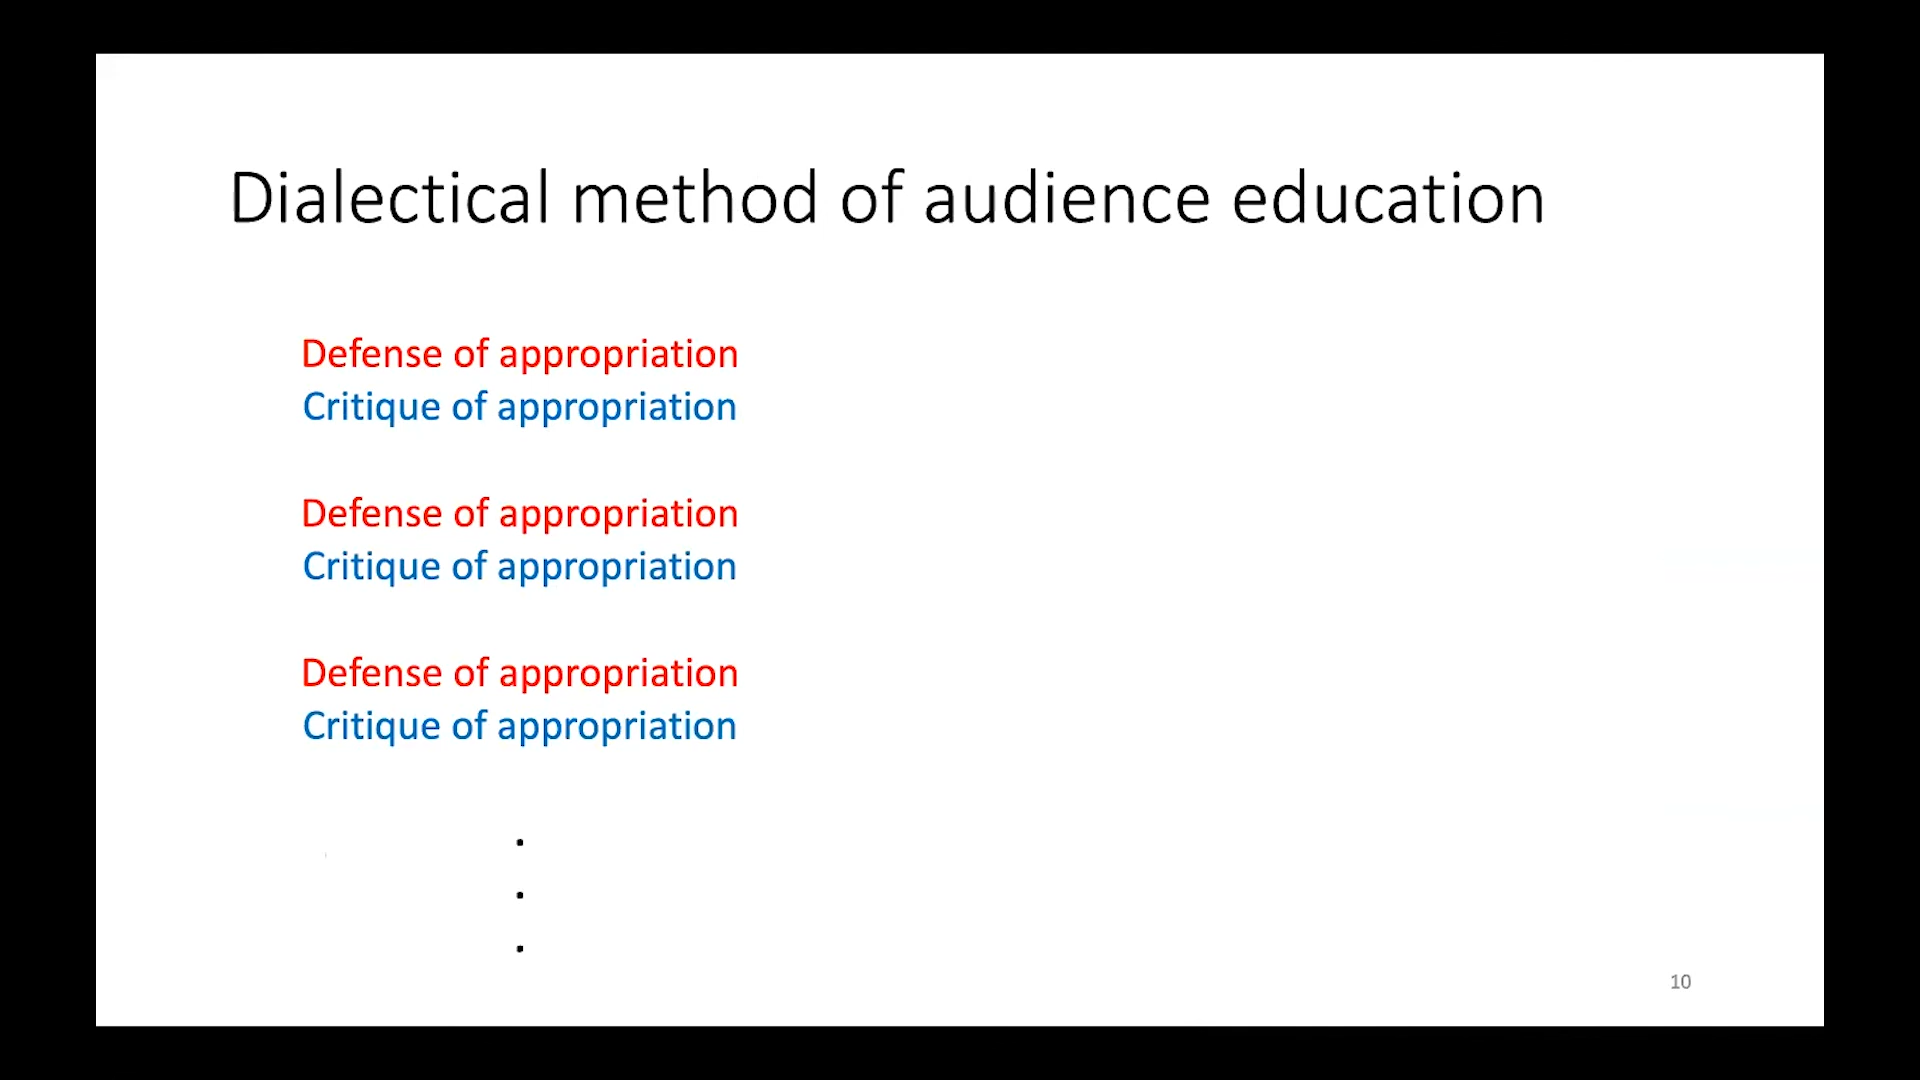 Dialectical method of audience education
Defense of appropriation
Critique of appropriation
Defense of appropriation
Critique of appropriation
Defense of appropriation
Critique of appropriation
.
.
.
10